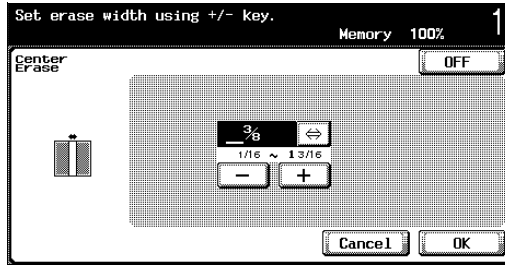 Set erase width using +/- key.
Memory 100% 1
Center
Erase
OFF
_3/8 ⇔
1/16 ~ 1 3/16
− +
Cancel OK